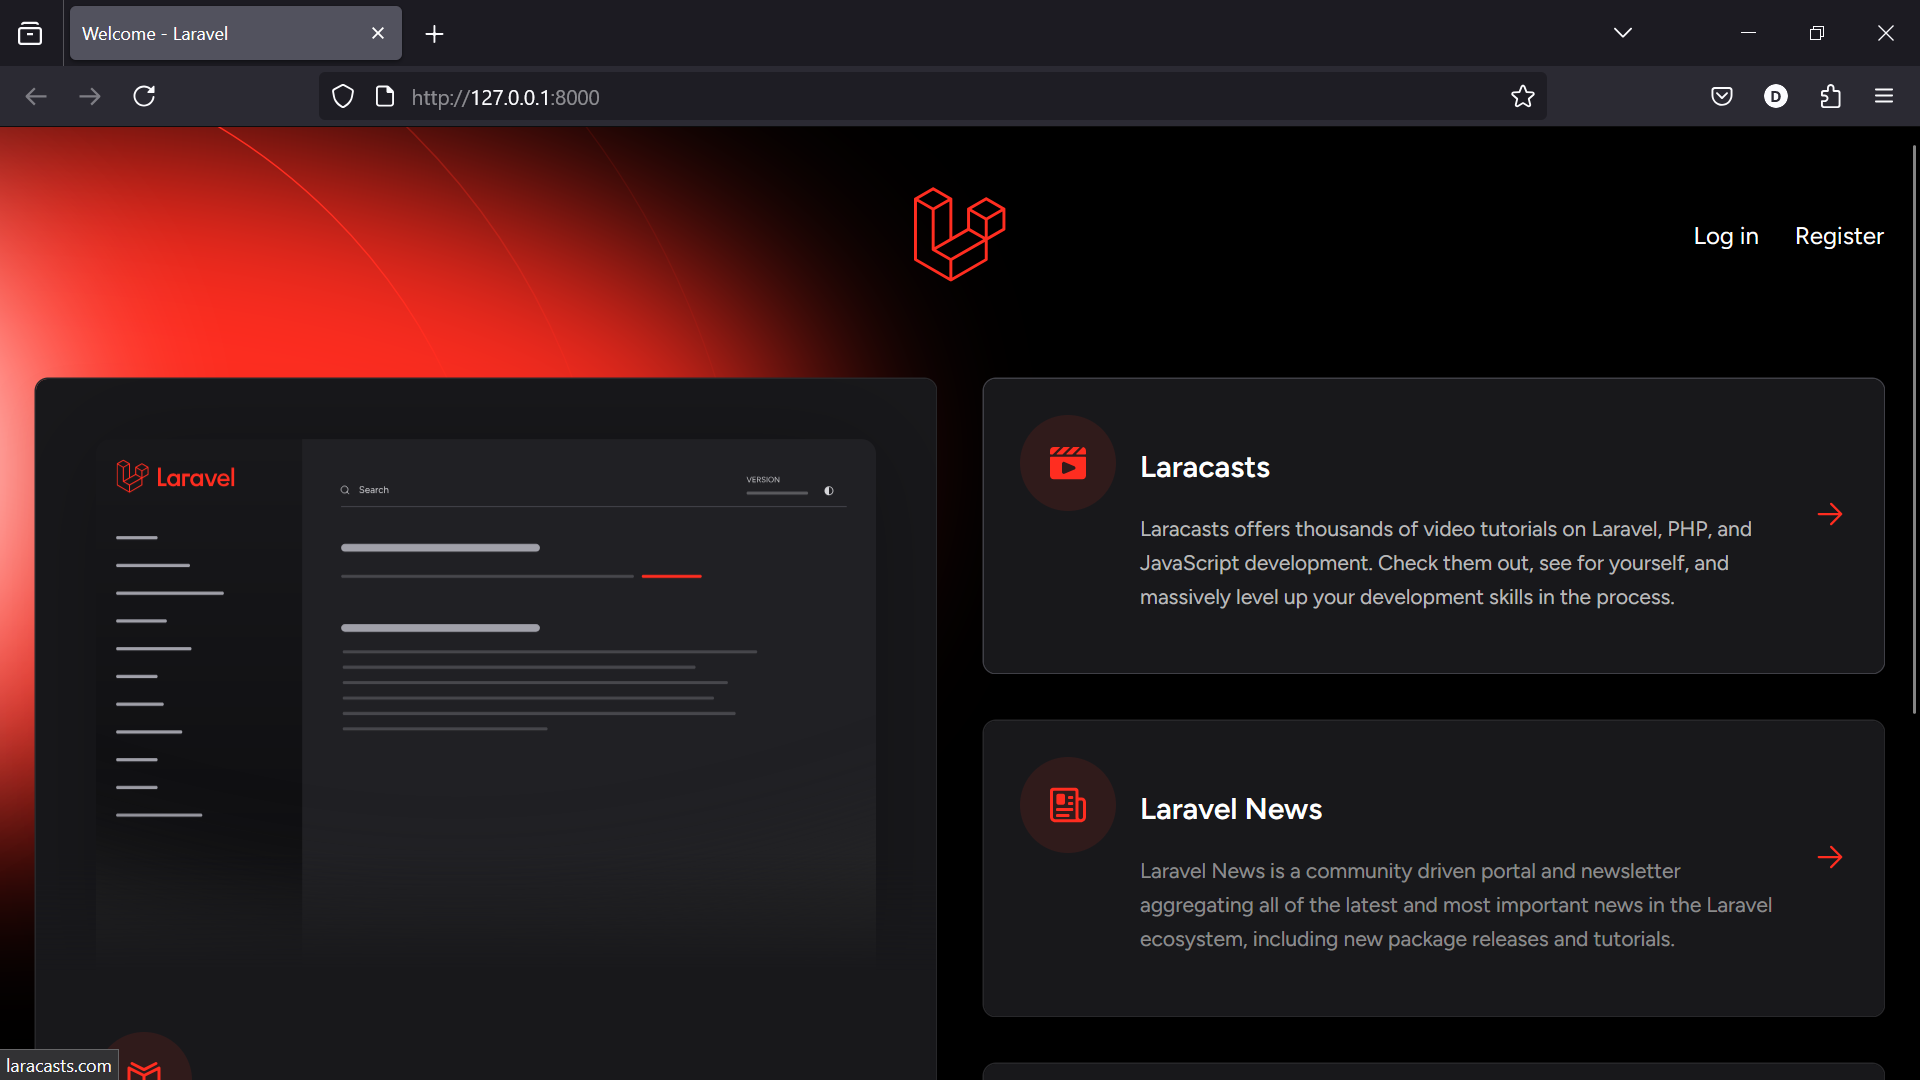 Welcome - Laravel
http://127.0.0.1:8000
D
Log in
Register
Laravel
Search
VERSION
Laracasts
Laracasts offers thousands of video tutorials on Laravel, PHP, and
JavaScript development. Check them out, see for yourself, and
massively level up your development skills in the process.
Laravel News
Laravel News is a community driven portal and newsletter
aggregating all of the latest and most important news in the Laravel
ecosystem, including new package releases and tutorials.
laracasts.com